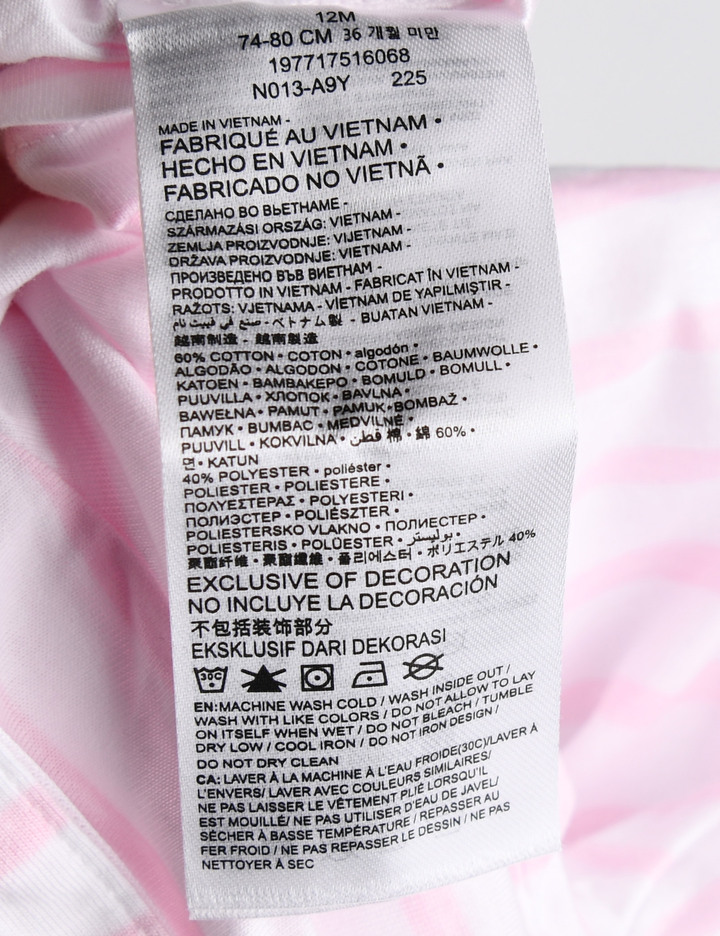 12M
74-80 CM 36 개월 미만
197717516068
N013-A9Y 225
MADE IN VIETNAM -
FABRIQUÉ AU VIETNAM •
HECHO EN VIETNAM •
FABRICADO NO VIETNÃ •
СДЕЛАНО ВО ВЬЕТНАМЕ -
SZÁRMAZÁSI ORSZÁG: VIETNAM -
ZEMLJA PROIZVODNJE: VIJETNAM -
DRŽAVA PROIZVODNJE: VIETNAM -
ПРОИЗВЕДЕНО ВЪВ ВИЕТНАМ -
PRODOTTO IN VIETNAM - FABRICAT ÎN VIETNAM -
RAŽOTS: VJETNAMA - VİETNAM DE YAPILMIŞTIR -
صنع في فييت نام - ベトナム製 - BUATAN VIETNAM -
越南制造 - 越南製造
60% COTTON • COTON • algodón •
ALGODÃO • ALGODON • COTONE • BAUMWOLLE •
KATOEN • ΒΑΜΒΑΚΕΡΟ • BOMULD • BOMULL •
PUUVILLA • ХЛОПОК • BAVLNA •
BAWEŁNA • PAMUT • PAMUK • BOMBAŽ •
ПАМУК • BUMBAC • MEDVILNĖ •
PUUVILL • KOKVILNA • قطن 棉 • 綿 60% •
면 • KATUN
40% POLYESTER • poliéster •
POLIESTER • POLIESTERE •
ΠΟΛΥΕΣΤΕΡΑΣ • POLYESTERI •
ПОЛИЭСТЕР • POLIÉSZTER •
POLIESTERSKO VLAKNO • ПОЛИЕСТЕР •
POLIESTERIS • POLÜESTER • بوليستر •
聚酯纤维 • 聚酯纖維 • 폴리에스터 • ポリエステル 40%
EXCLUSIVE OF DECORATION
NO INCLUYE LA DECORACIÓN
不包括装饰部分
EKSKLUSIF DARI DEKORASI
30C
EN:MACHINE WASH COLD / WASH INSIDE OUT /
WASH WITH LIKE COLORS / DO NOT ALLOW TO LAY
ON ITSELF WHEN WET / DO NOT BLEACH / TUMBLE
DRY LOW / COOL IRON / DO NOT IRON DESIGN /
DO NOT DRY CLEAN
CA: LAVER À LA MACHINE À L'EAU FROIDE(30C)/LAVER À
L'ENVERS/ LAVER AVEC COULEURS SIMILAIRES/
NE PAS LAISSER LE VÊTEMENT PLIÉ LORSQU'IL
EST MOUILLÉ/ NE PAS UTILISER D'EAU DE JAVEL/
SÉCHER À BASSE TEMPÉRATURE / REPASSER AU
FER FROID / NE PAS REPASSER LE DESSIN / NE PAS
NETTOYER À SEC